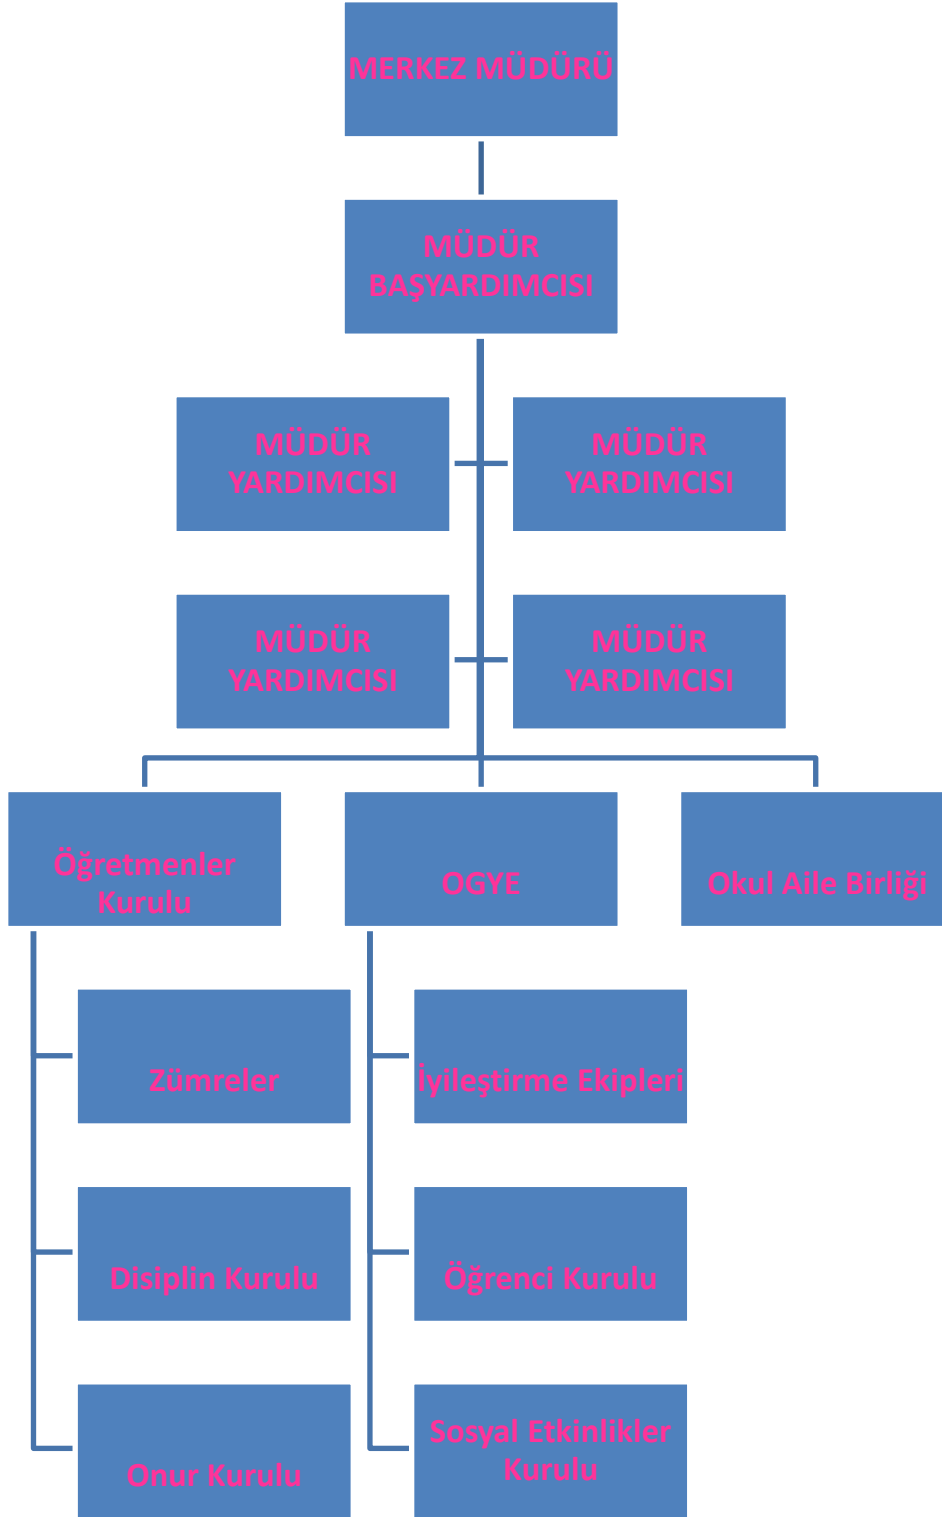 MERKEZ MÜDÜRÜ
MÜDÜR
BAŞYARDIMCISI
MÜDÜR
YARDIMCISI
MÜDÜR
YARDIMCISI
MÜDÜR
YARDIMCISI
MÜDÜR
YARDIMCISI
Öğretmenler
Kurulu
OGYE
Okul Aile Birliği
Zümreler
İyileştirme Ekipleri
Disiplin Kurulu
Öğrenci Kurulu
Onur Kurulu
Sosyal Etkinlikler
Kurulu